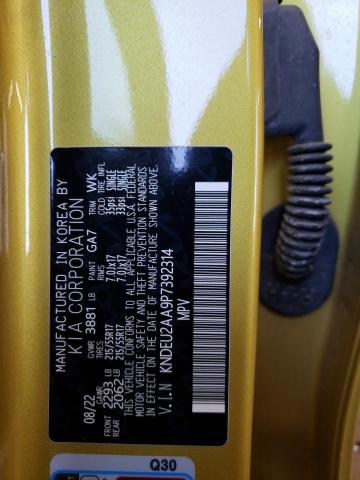 MANUFACTURED IN KOREA BY
KIA CORPORATION
08/22 GVWR 3881 LB PAINT GA7 TRIM WK
GAWR TIRES RIMS COLD TIRE INFL
FRONT 2293 LB 215/55R17 7.0Jx17 35psi SINGLE
REAR 2062 LB 215/55R17 7.0Jx17 33psi SINGLE
THIS VEHICLE CONFORMS TO ALL APPLICABLE U.S.A. FEDERAL
MOTOR VEHICLE SAFETY AND THEFT PREVENTION STANDARDS
IN EFFECT ON THE DATE OF MANUFACTURE SHOWN ABOVE.
V.I.N KNDEU2AA9P7392314
MPV
Q30